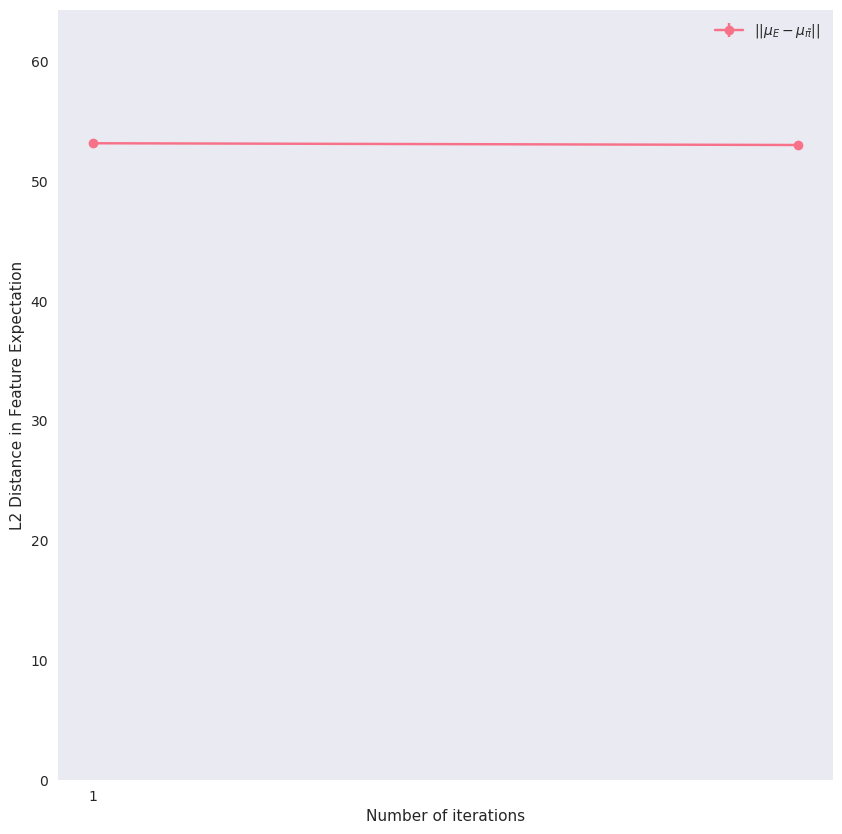 ||μ_E − μ_π̃||
60
50
40
30
20
10
0
L2 Distance in Feature Expectation
1
Number of iterations